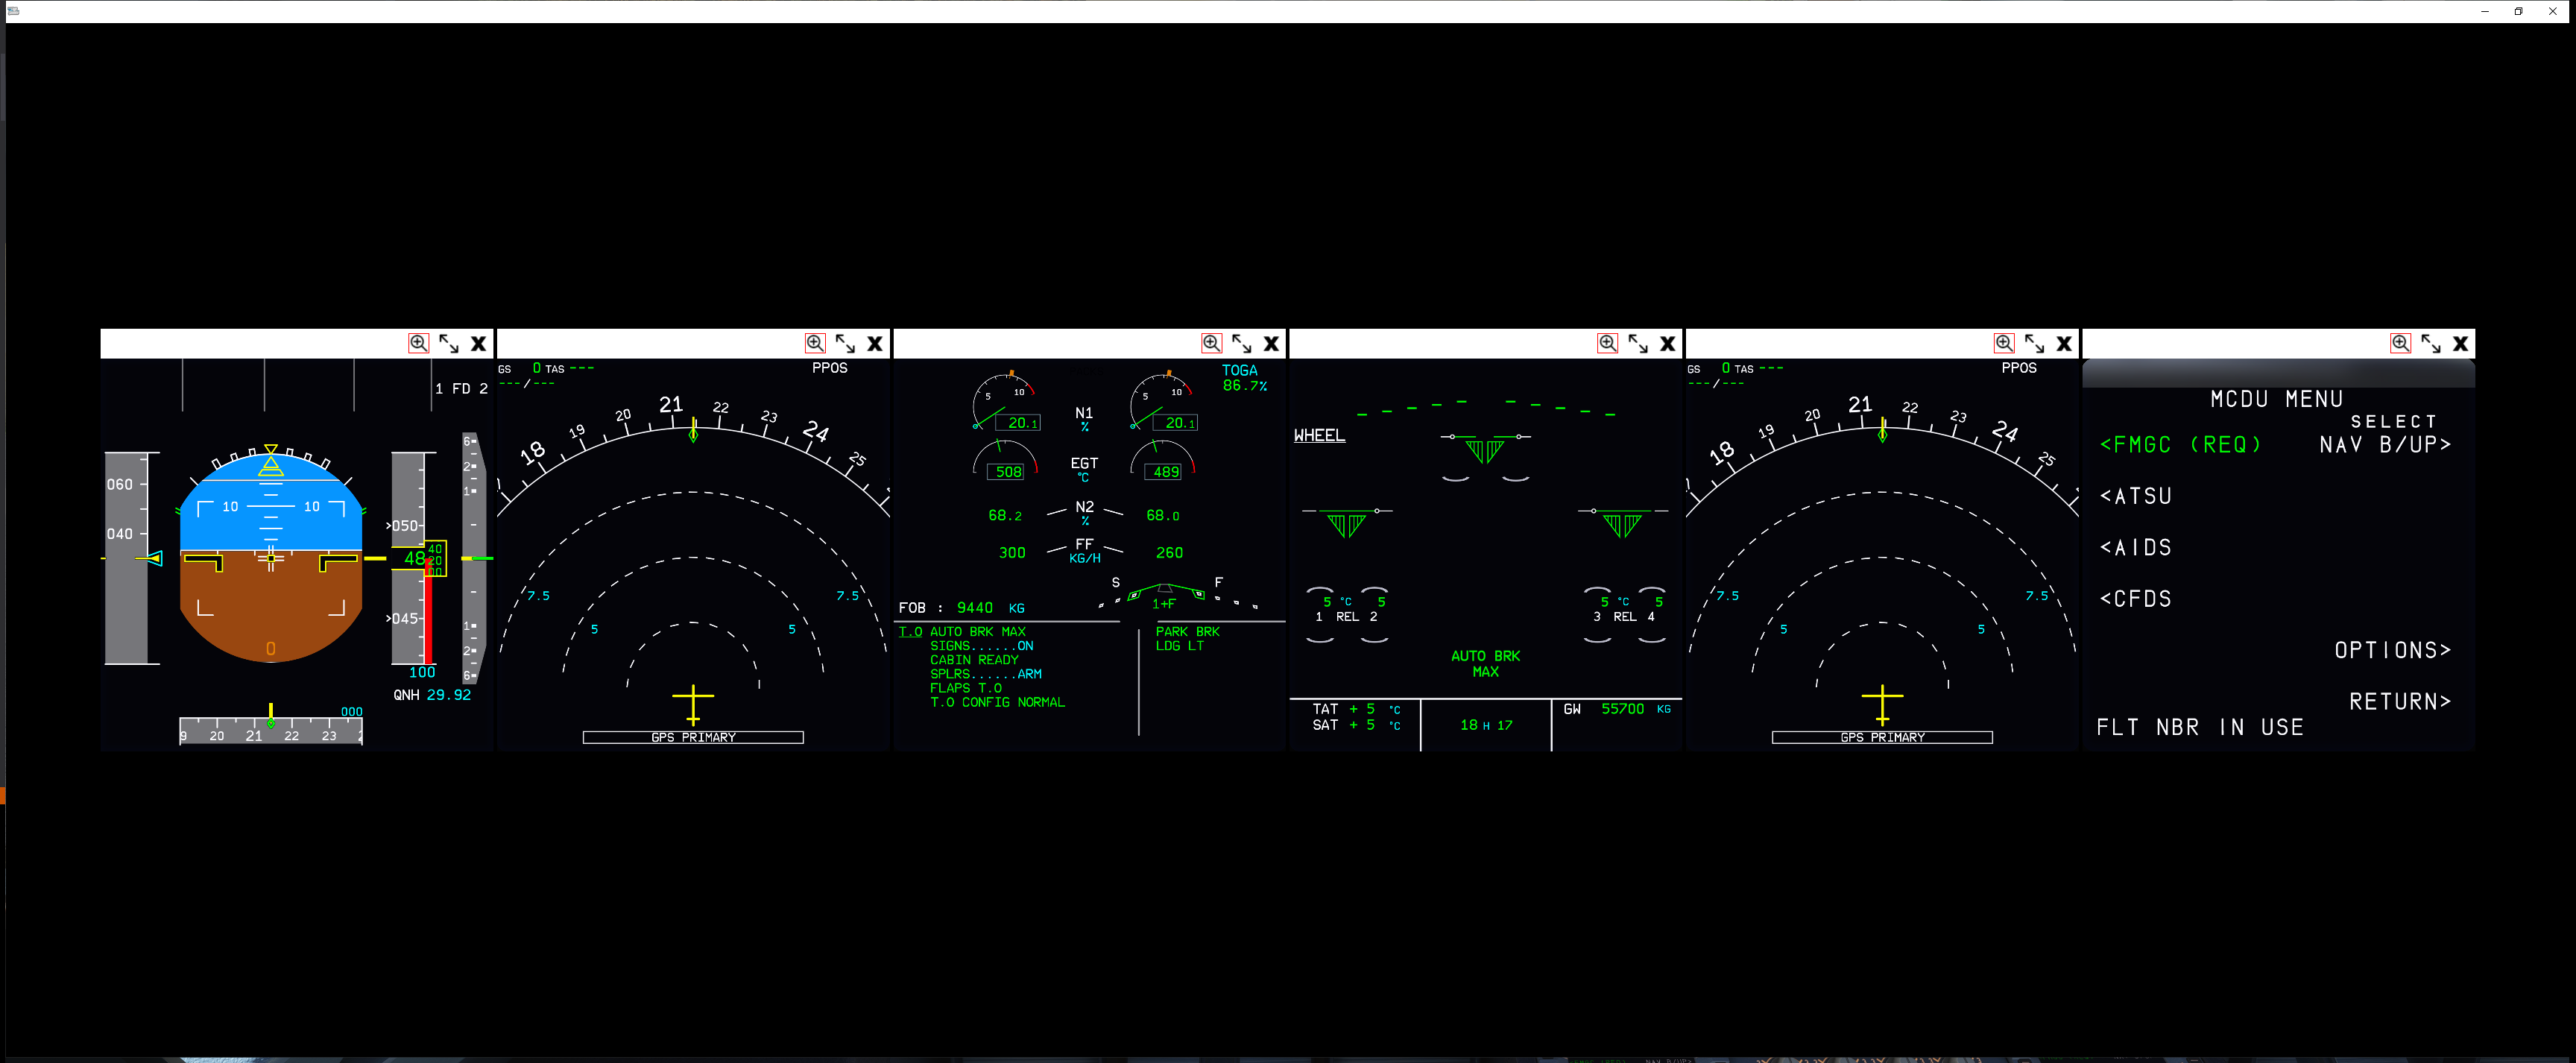 1 FD 2
060
040
10 10
>050
48
40
20
00
>045
0
100
QNH 29.92
6
2
1
1
2
6
000
19 20 21 22 23
GS 0 TAS ---
---/---
PPOS
18 19 20 21 22 23 24 25
7.5 7.5
5 5
GPS PRIMARY
TOGA
86.7%
5 10 5 10
20.1 N1 % 20.1
508 EGT °C 489
68.2 N2 % 68.0
300 FF KG/H 260
S F
1+F
FOB : 9440 KG
T.O AUTO BRK MAX
SIGNS......ON
CABIN READY
SPLRS......ARM
FLAPS T.O
T.O CONFIG NORMAL
PARK BRK
LDG LT
WHEEL
5 °C 5 5 °C 5
1 REL 2 3 REL 4
AUTO BRK
MAX
TAT + 5 °C
SAT + 5 °C
18 H 17
GW 55700 KG
GS 0 TAS ---
---/---
PPOS
18 19 20 21 22 23 24 25
7.5 7.5
5 5
GPS PRIMARY
MCDU MENU
SELECT
<FMGC (REQ) NAV B/UP>
<ATSU
<AIDS
<CFDS
OPTIONS>
RETURN>
FLT NBR IN USE